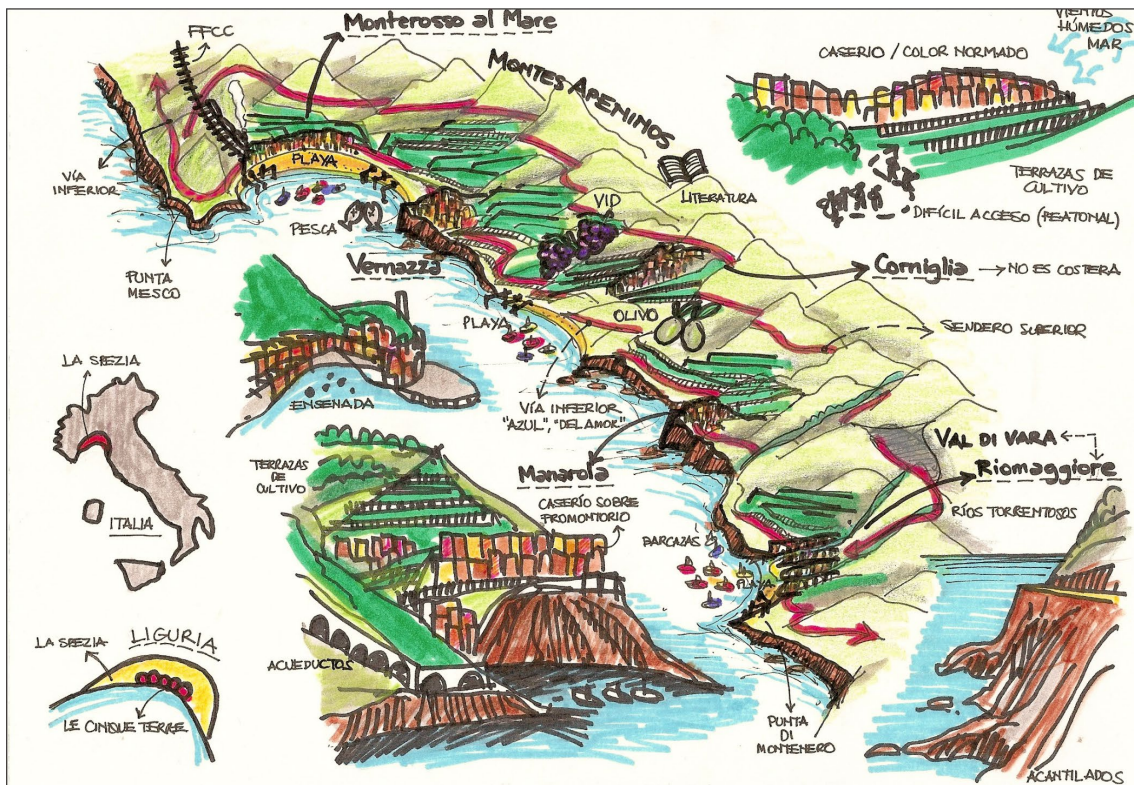 FFCC
Monterosso al Mare
MONTES APENINOS
VIENTOS
HÚMEDOS
MAR
CASERIO / COLOR NORMADO
VÍA
INFERIOR
PLAYA
LITERATURA
TERRAZAS DE
CULTIVO
DIFÍCIL ACCESO (PEATONAL)
PESCA
VID
PUNTA
MESCO
Vernazza
Corniglia → NO ES COSTERA
PLAYA
OLIVO
SENDERO SUPERIOR
LA SPEZIA
ENSENADA
VÍA INFERIOR
"AZUL", "DEL AMOR"
VAL DI VARA
Riomaggiore
TERRAZAS
DE
CULTIVO
Manarola
CASERÍO SOBRE
PROMONTORIO
RÍOS TORRENTOSOS
ITALIA
BARCAZAS
PLAYA
LIGURIA
LA SPEZIA
ACUEDUCTOS
LE CINQUE TERRE
PUNTA
DI
MONTENERO
ACANTILADOS